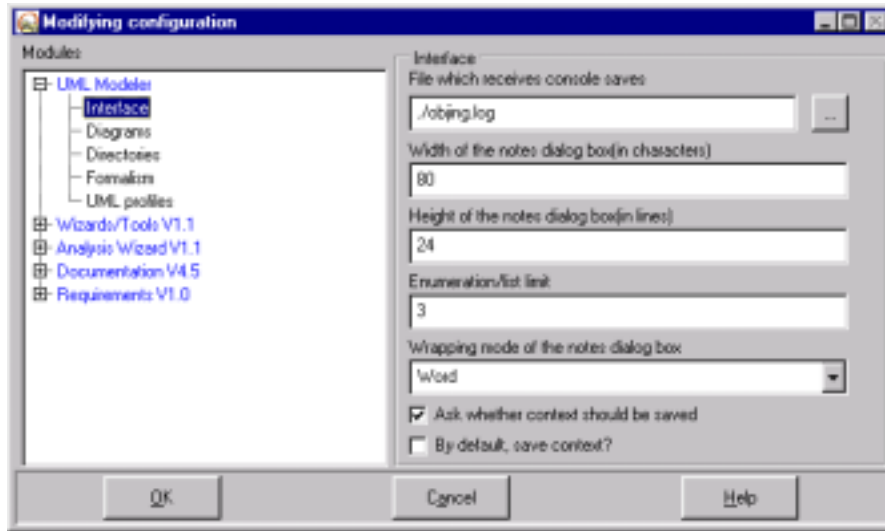 Modifying configuration
Modules
UML Modeler
Interface
Diagrams
Directories
Formalism
UML profiles
Wizards/Tools V1.1
Analysis Wizard V1.1
Documentation V4.5
Requirements V1.0
Interface
File which receives console saves
./objing.log
...
Width of the notes dialog box(in characters)
80
Height of the notes dialog box(in lines)
24
Enumeration/list limit
3
Wrapping mode of the notes dialog box
Word
Ask whether context should be saved
By default, save context?
OK
Cancel
Help